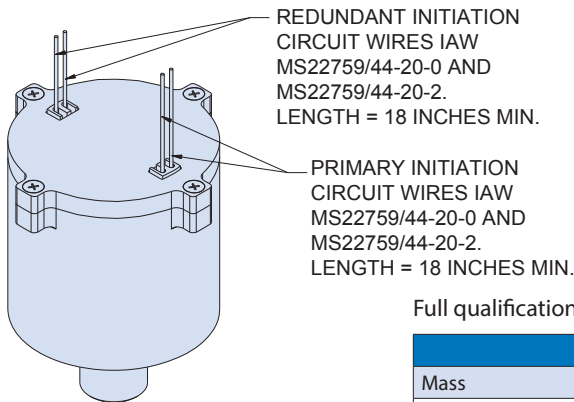 REDUNDANT INITIATION
CIRCUIT WIRES IAW
MS22759/44-20-0 AND
MS22759/44-20-2.
LENGTH = 18 INCHES MIN.
PRIMARY INITIATION
CIRCUIT WIRES IAW
MS22759/44-20-0 AND
MS22759/44-20-2.
LENGTH = 18 INCHES MIN.
Full qualification
Mass